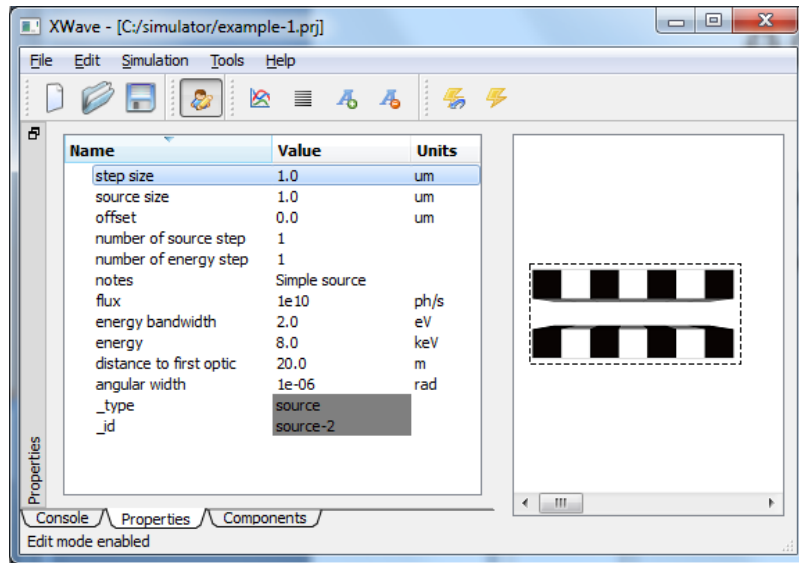 XWave - [C:/simulator/example-1.prj]
File Edit Simulation Tools Help
Name Value Units
step size 1.0 um
source size 1.0 um
offset 0.0 um
number of source step 1
number of energy step 1
notes Simple source
flux 1e10 ph/s
energy bandwidth 2.0 eV
energy 8.0 keV
distance to first optic 20.0 m
angular width 1e-06 rad
_type source
_id source-2
Properties
Console Properties Components
Edit mode enabled